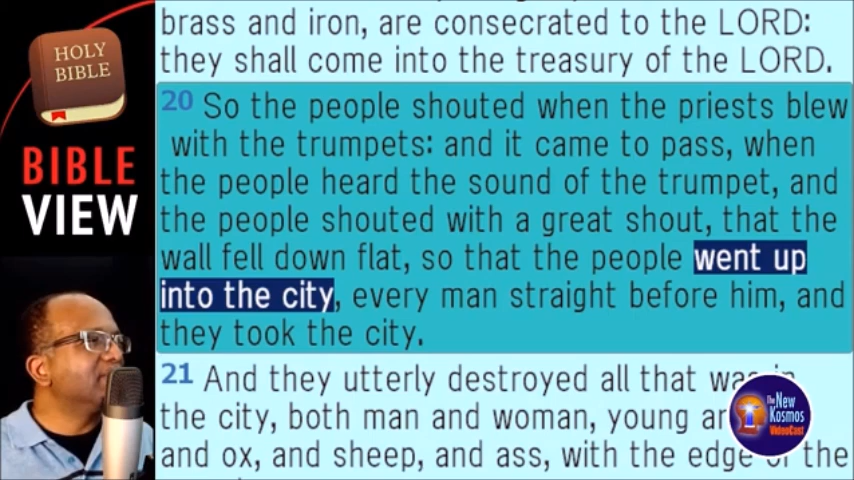 HOLY
BIBLE
BIBLE
VIEW
brass and iron, are consecrated to the LORD:
they shall come into the treasury of the LORD.
20 So the people shouted when the priests blew
with the trumpets: and it came to pass, when
the people heard the sound of the trumpet, and
the people shouted with a great shout, that the
wall fell down flat, so that the people went up
into the city, every man straight before him, and
they took the city.
21 And they utterly destroyed all that was in
the city, both man and woman, young
and ox, and sheep, and ass, with the edge of the
The New
Kosmos
VideoCast